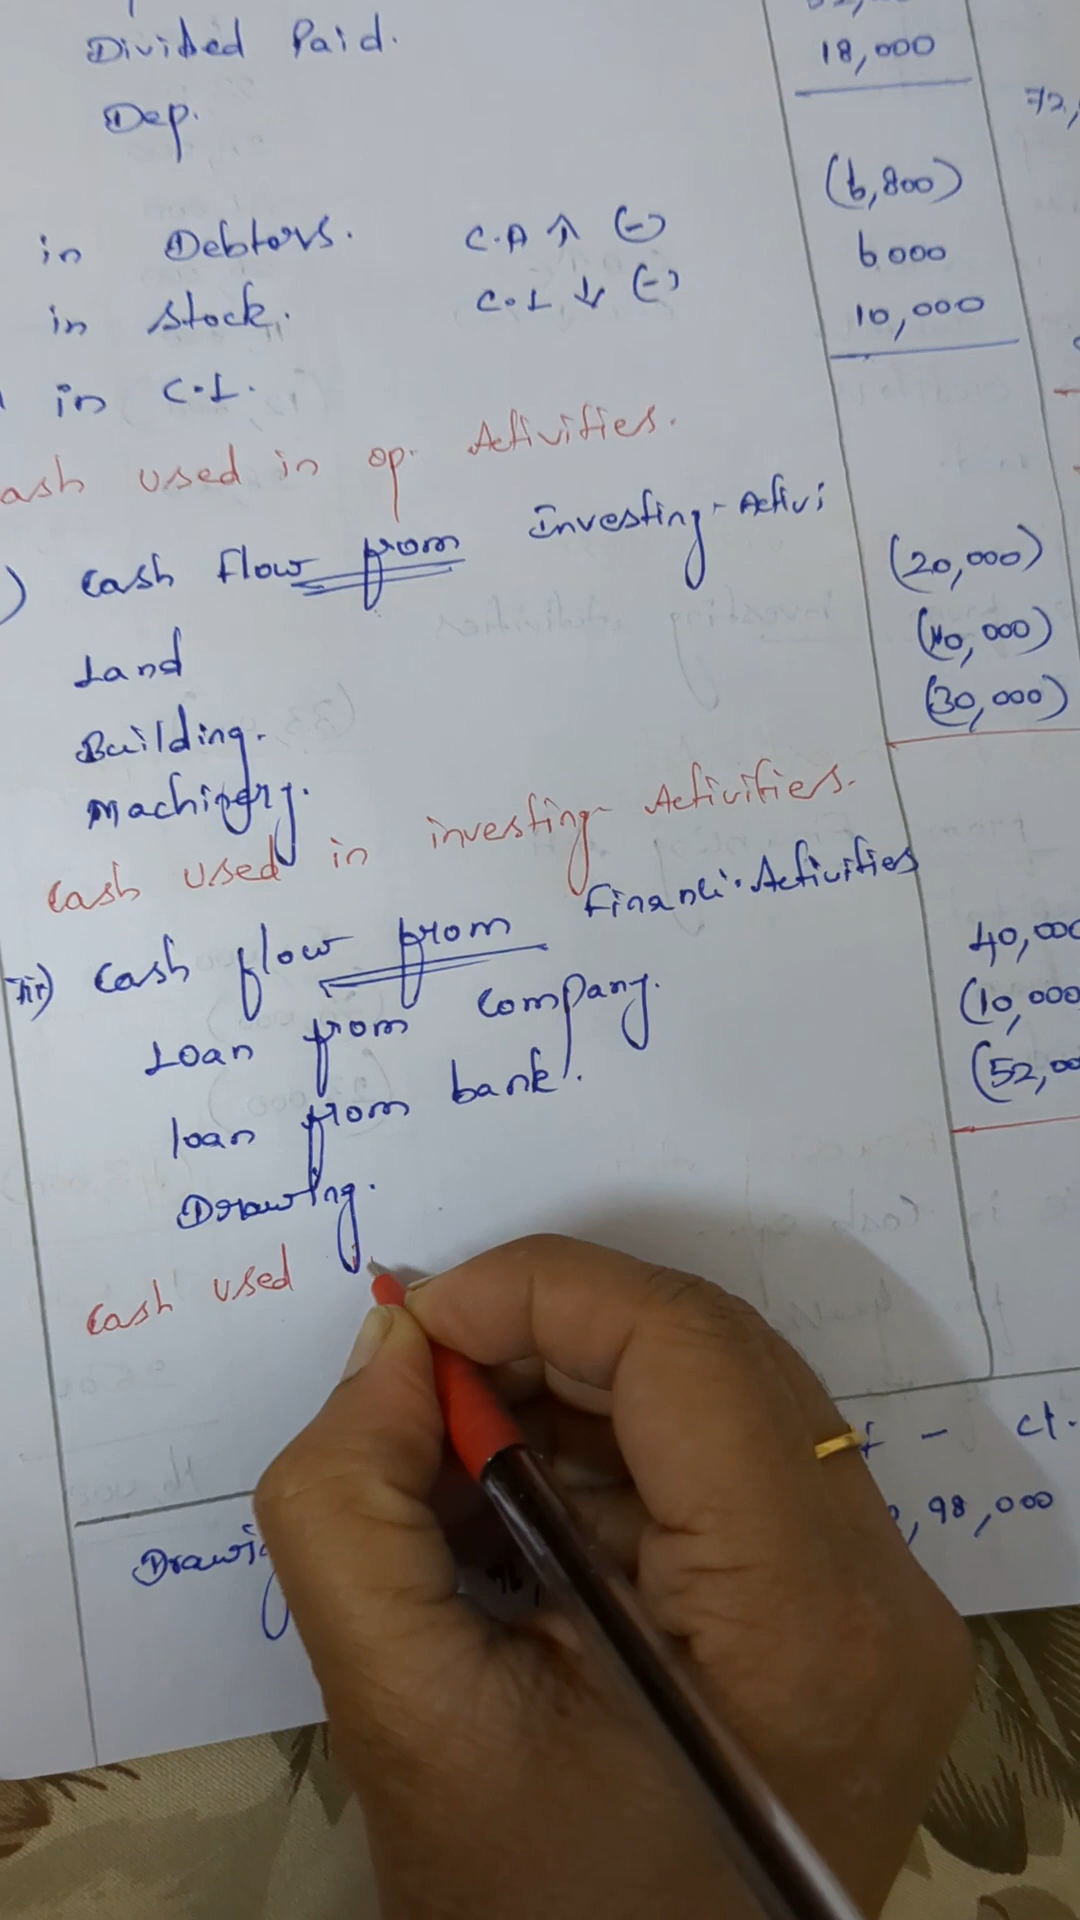 Divided Paid. 18,000
Dep. 72,
(6,800)
in Debtors. C.A ↑ (-) 6000
in stock. C.L ↓ (-) 10,000
in C.L.
ash used in op. Activities.
) Cash flow from Investing Activi (20,000)
Land (40,000)
Building. (30,000)
Machinery.
Cash used in investing Activities.
iii) Cash flow from Financi. Activities 40,000
Loan from Company. (10,000
loan from bank. (52,00
Drawing.
Cash used
- ct.
Drawi ,98,000